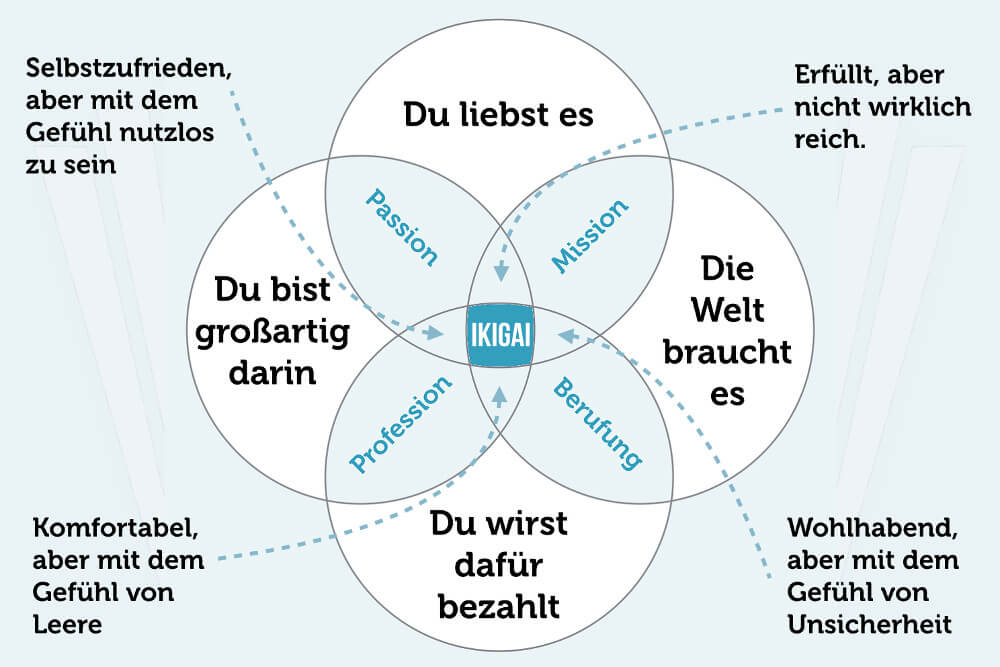 Selbstzufrieden,
aber mit dem
Gefühl nutzlos
zu sein
Du liebst es
Erfüllt, aber
nicht wirklich
reich.
Passion
Mission
Du bist
großartig
darin
IKIGAI
Die
Welt
braucht
es
Profession
Berufung
Komfortabel,
aber mit dem
Gefühl von
Leere
Du wirst
dafür
bezahlt
Wohlhabend,
aber mit dem
Gefühl von
Unsicherheit